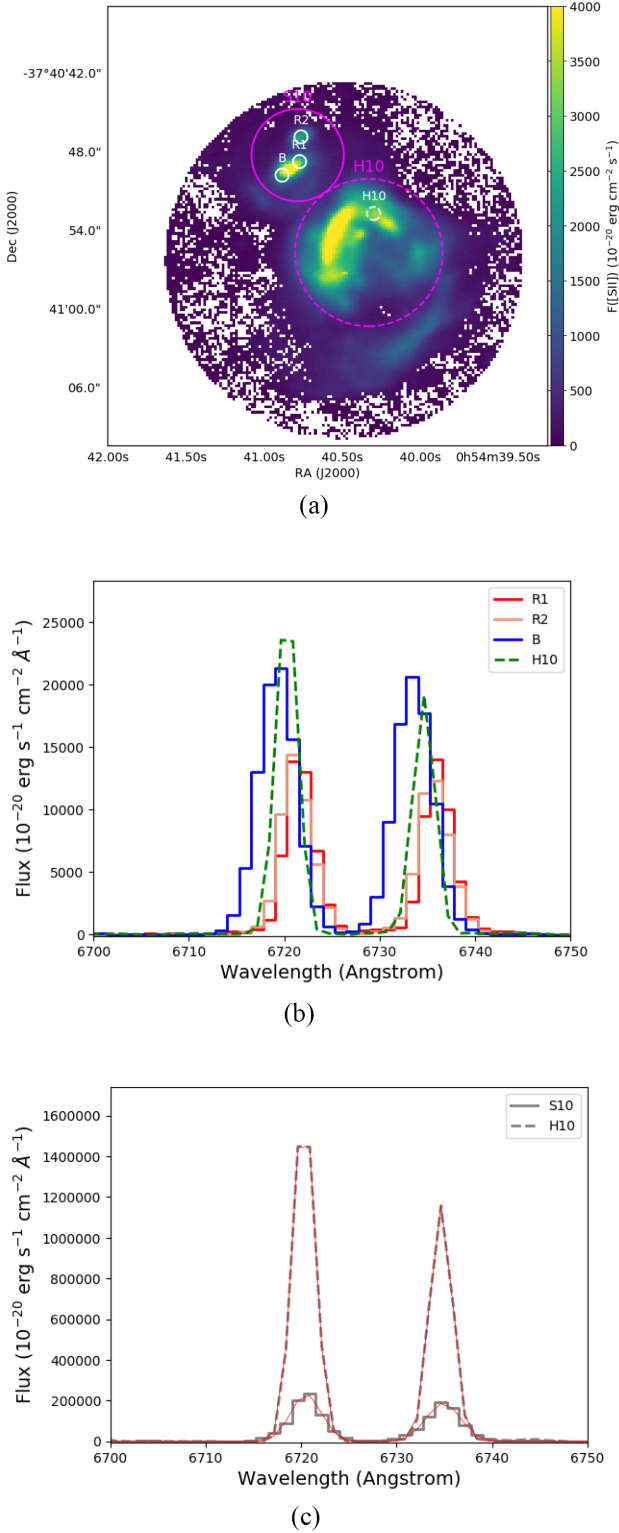 4000
3500
3000
2500
2000
1500
1000
500
0
F([SII]) (10⁻²⁰ erg cm⁻² s⁻¹)
-37°40'42.0"
48.0"
54.0"
41'00.0"
06.0"
Dec (J2000)
S10
R2
R1
B
H10
H10
42.00s 41.50s 41.00s 40.50s 40.00s 0h54m39.50s
RA (J2000)
(a)
25000
20000
15000
10000
5000
0
Flux (10⁻²⁰ erg s⁻¹ cm⁻² Å⁻¹)
R1
R2
B
H10
6700 6710 6720 6730 6740 6750
Wavelength (Angstrom)
(b)
1600000
1400000
1200000
1000000
800000
600000
400000
200000
0
Flux (10⁻²⁰ erg s⁻¹ cm⁻² Å⁻¹)
S10
H10
6700 6710 6720 6730 6740 6750
Wavelength (Angstrom)
(c)